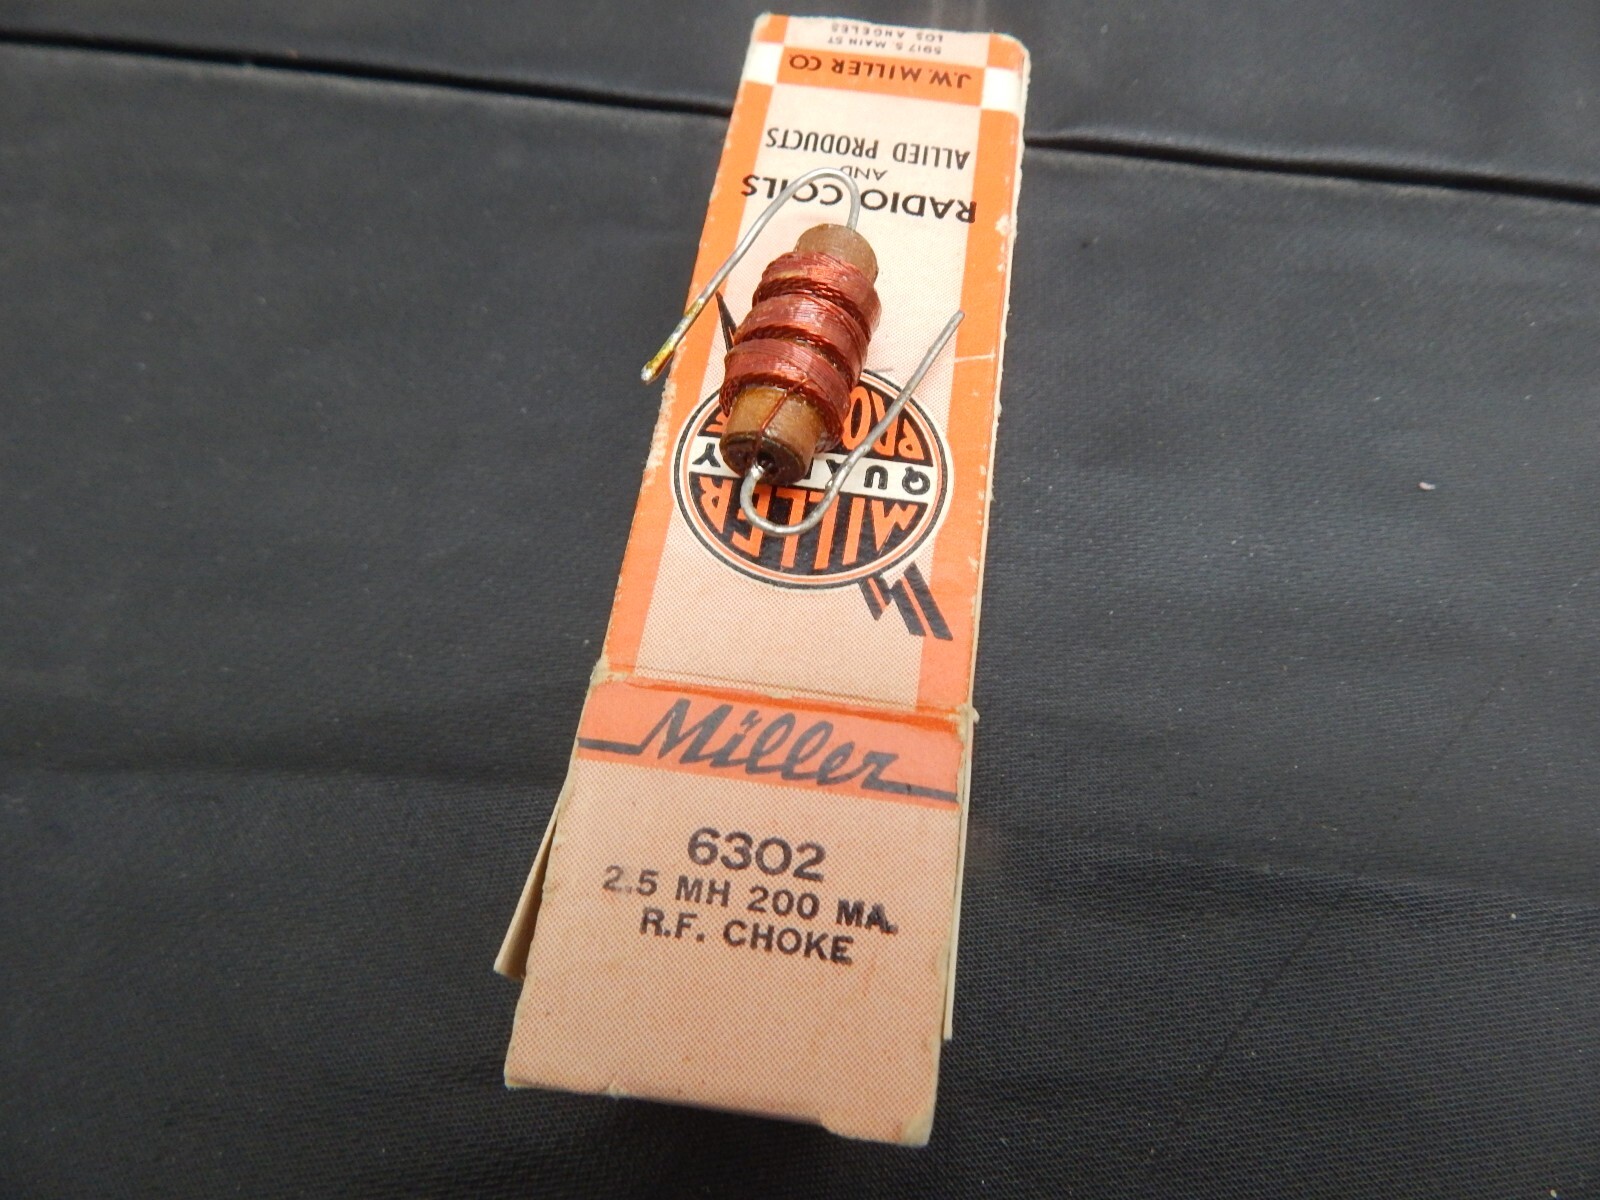 5917 S. MAIN ST
LOS ANGELES
J.W. MILLER CO
RADIO COILS
AND
ALLIED PRODUCTS
MILLER
QUALITY
Miller
6302
2.5 MH 200 MA.
R.F. CHOKE